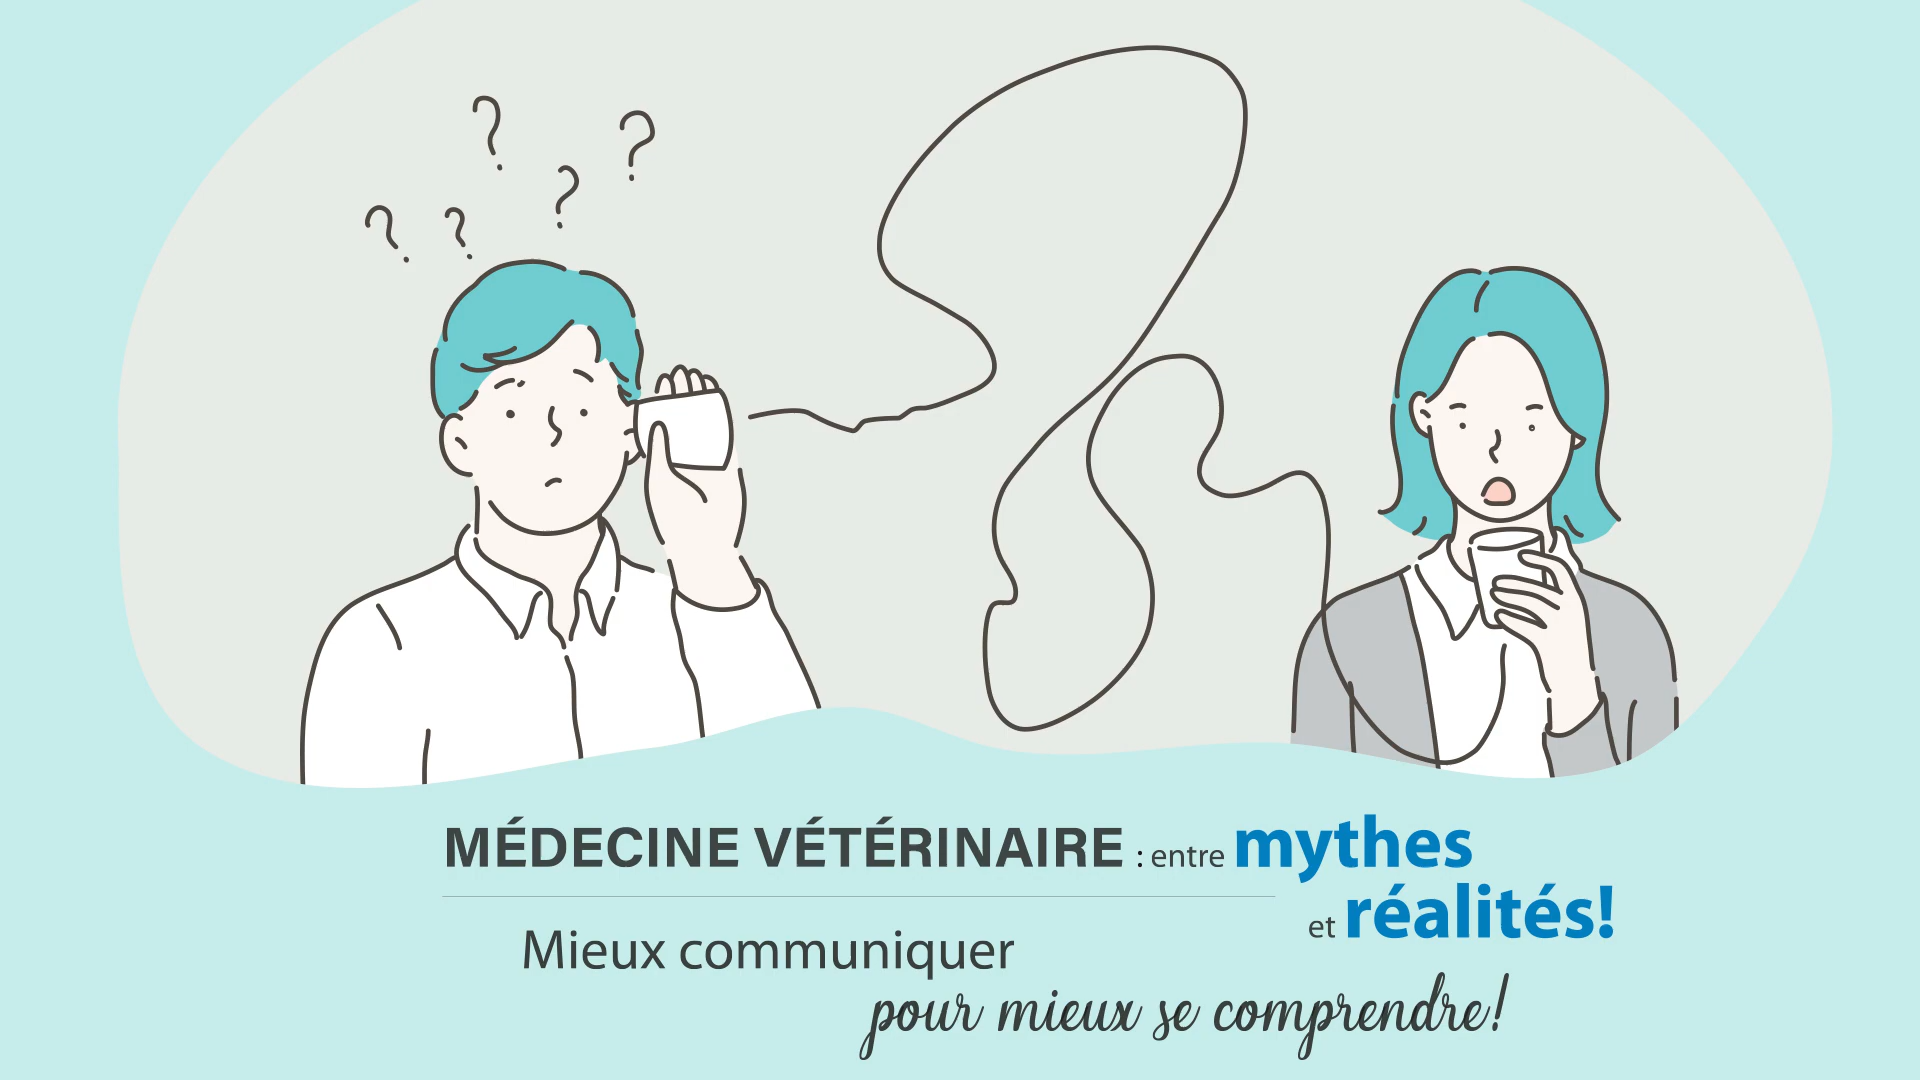 MÉDECINE VÉTÉRINAIRE : entre mythes
et réalités!
Mieux communiquer
pour mieux se comprendre!